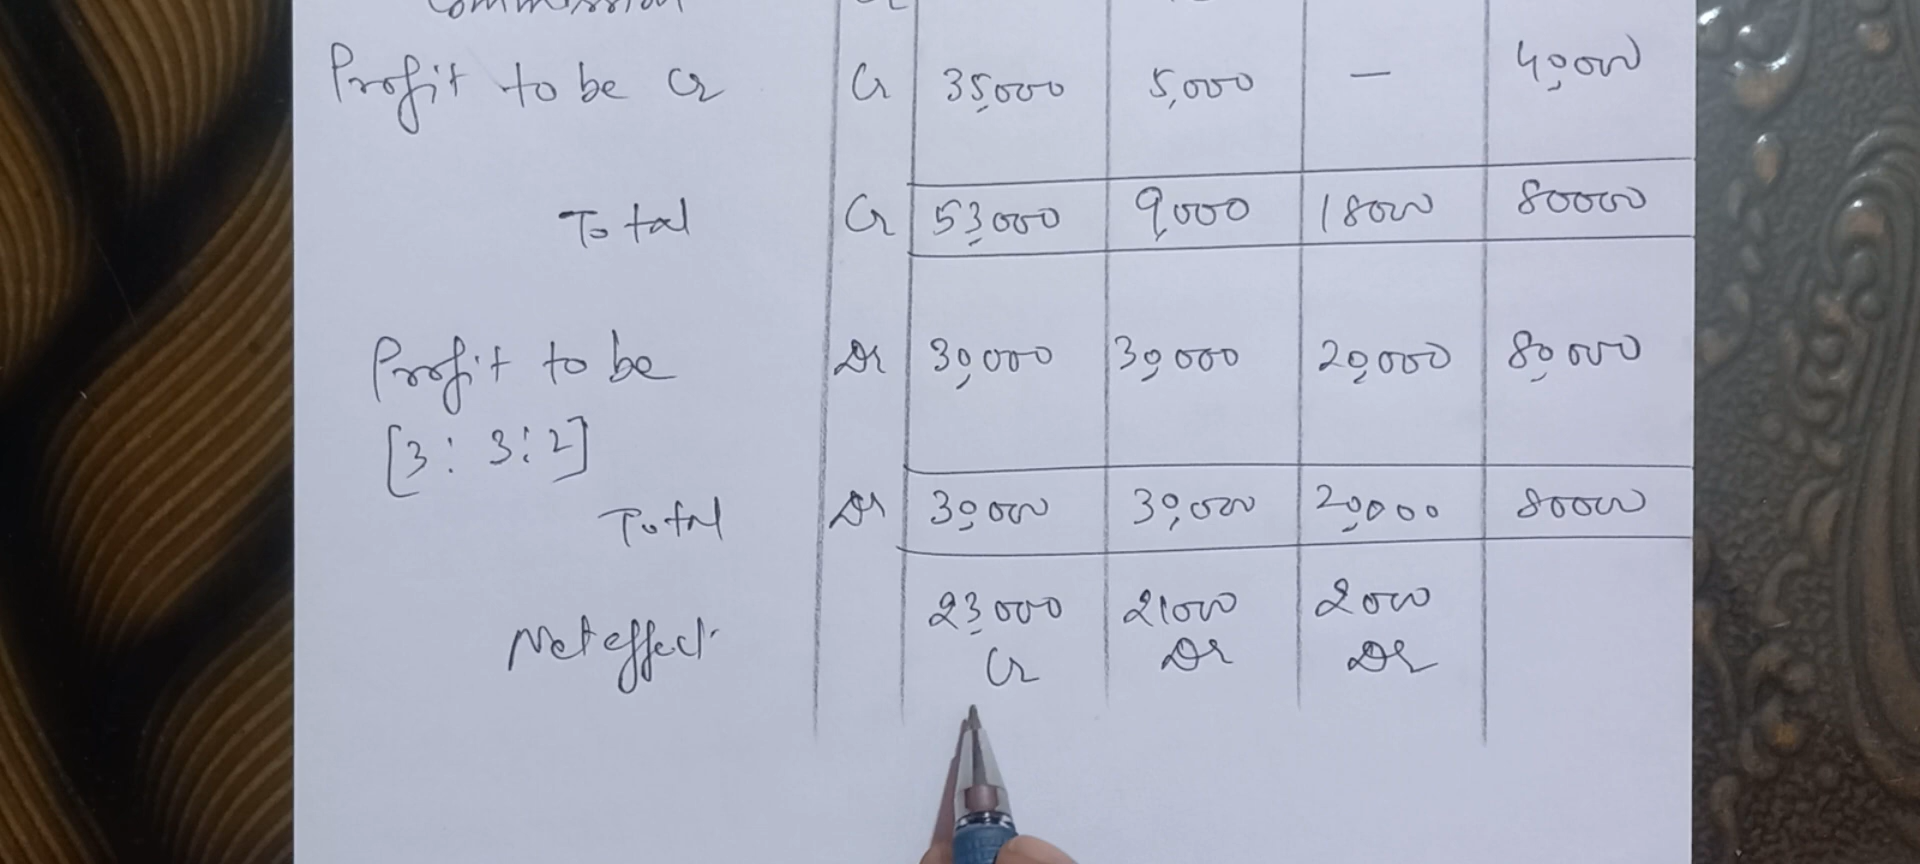 Commission
Profit to be Cr Cr 35,000 5,000 — 40,000
Total Cr 53,000 9,000 18000 80000
Profit to be Dr 30,000 30,000 20,000 80,000
[3: 3:2]
Total Dr 30,000 30,000 20,000 80000
Net effect 23,000 21000 2000
Cr Dr Dr